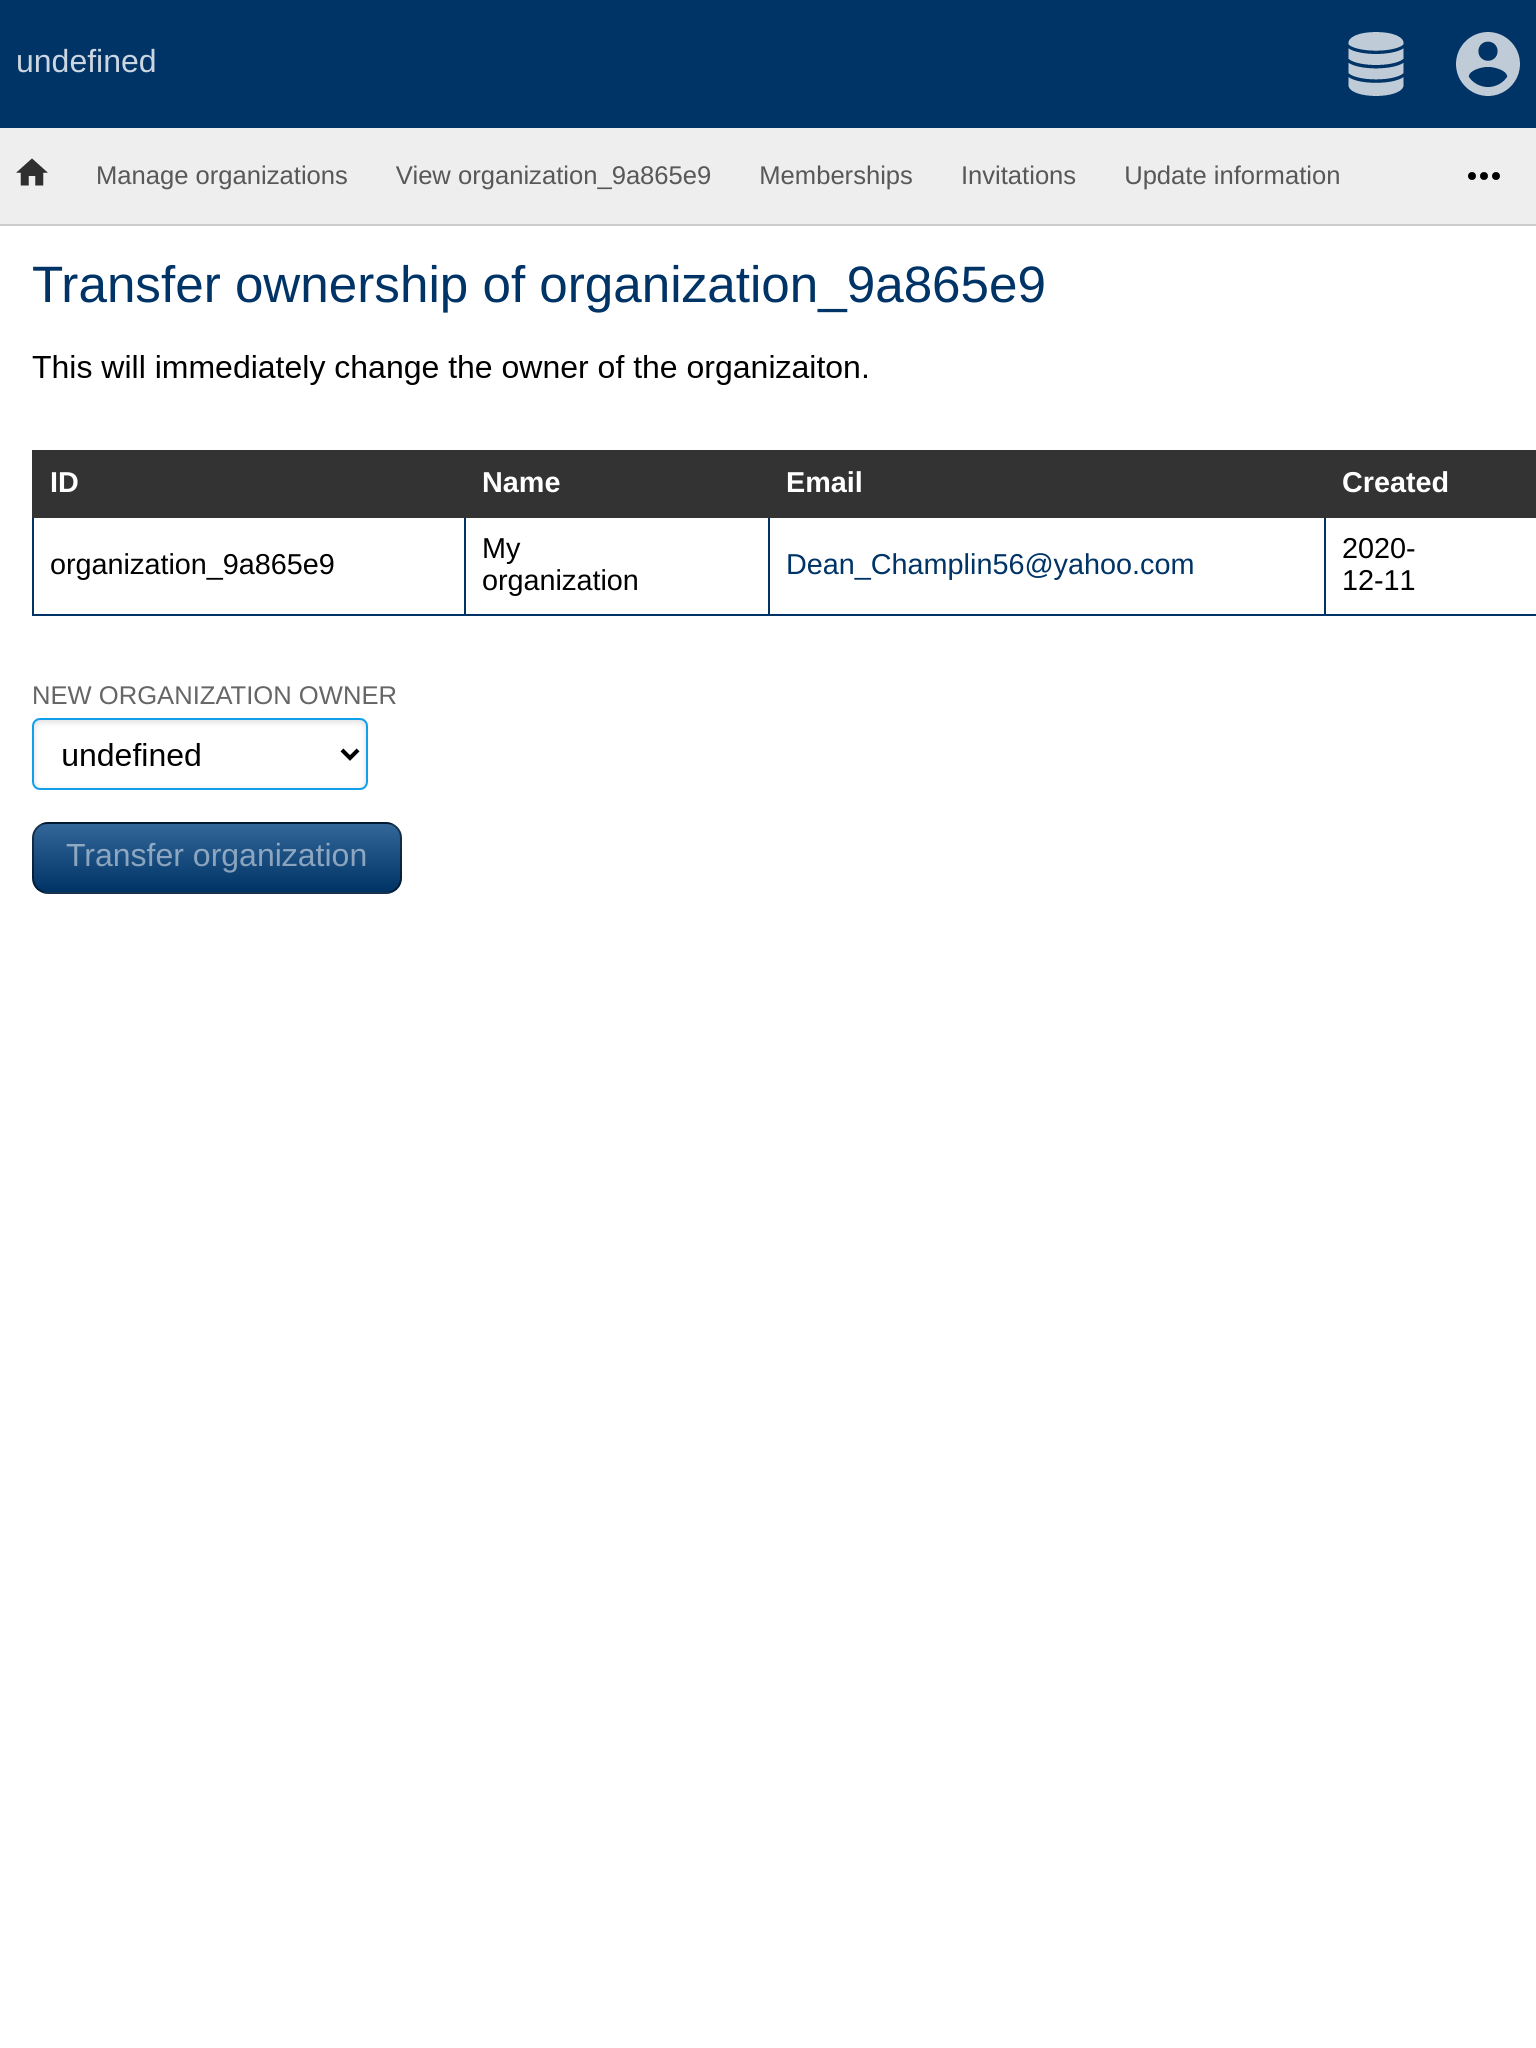 undefined
Manage organizations View organization_9a865e9 Memberships Invitations Update information
Transfer ownership of organization_9a865e9
This will immediately change the owner of the organizaiton.
ID Name Email Created
organization_9a865e9 My organization Dean_Champlin56@yahoo.com 2020-12-11
NEW ORGANIZATION OWNER
undefined
Transfer organization